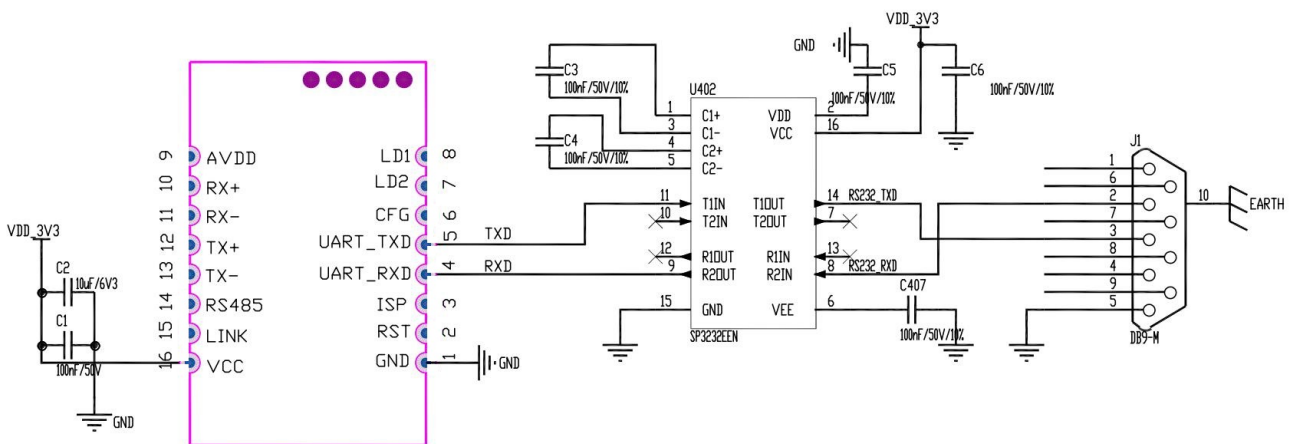 VDD_3V3
C2
10uF/6V3
C1
100nF/50V
GND
9 AVDD
10 RX+
11 RX-
12 TX+
13 TX-
14 RS485
15 LINK
16 VCC
LD1 8
LD2 7
CFG 6
UART_TXD 5
UART_RXD 4
ISP 3
RST 2
GND 1
GND
TXD
RXD
C3
100nF/50V/10%
C4
100nF/50V/10%
U402
1 C1+
3 C1-
4 C2+
5 C2-
11 T1IN
10 T2IN
12 R1OUT
9 R2OUT
15 GND
VDD 2
VCC 16
T1OUT 14
T2OUT 7
R1IN 13
R2IN 8
VEE 6
SP3232EEN
GND
C5
100nF/50V/10%
VDD_3V3
C6
100nF/50V/10%
RS232_TXD
RS232_RXD
C407
100nF/50V/10%
J1
1
6
2
7
3
8
4
9
5
10
EARTH
DB9-M